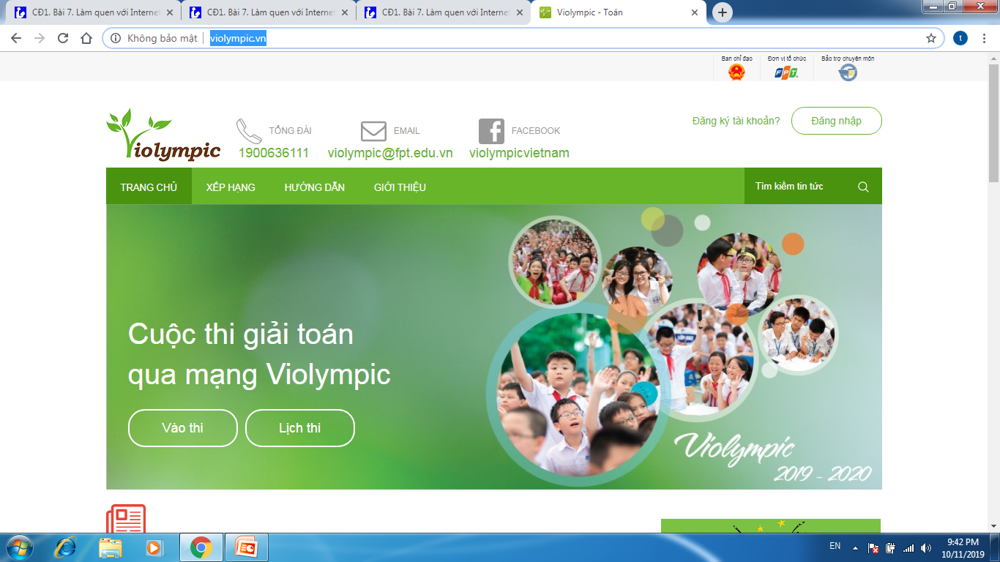 CĐ1. Bài 7. Làm quen với Internet
CĐ1. Bài 7. Làm quen với Internet
CĐ1. Bài 7. Làm quen với Internet
Violympic - Toán
Không bảo mật
violympic.vn
t
Ban chỉ đạo
Đơn vị tổ chức
Bảo trợ chuyên môn
FPT
Violympic
TỔNG ĐÀI
1900636111
EMAIL
violympic@fpt.edu.vn
FACEBOOK
violympicvietnam
Đăng ký tài khoản?
Đăng nhập
TRANG CHỦ
XẾP HẠNG
HƯỚNG DẪN
GIỚI THIỆU
Tìm kiếm tin tức
Cuộc thi giải toán
qua mạng Violympic
Vào thi
Lịch thi
Violympic
2019 - 2020
EN
9:42 PM
10/11/2019